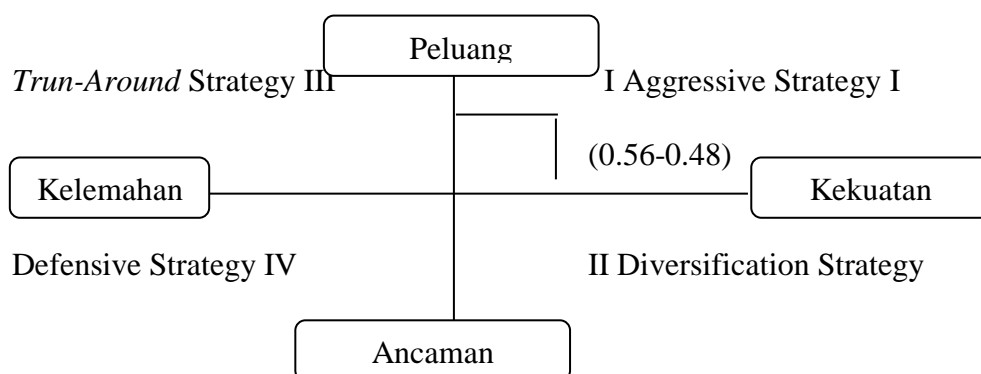 Peluang
Trun-Around Strategy III
I Aggressive Strategy I
(0.56-0.48)
Kelemahan
Kekuatan
Defensive Strategy IV
II Diversification Strategy
Ancaman